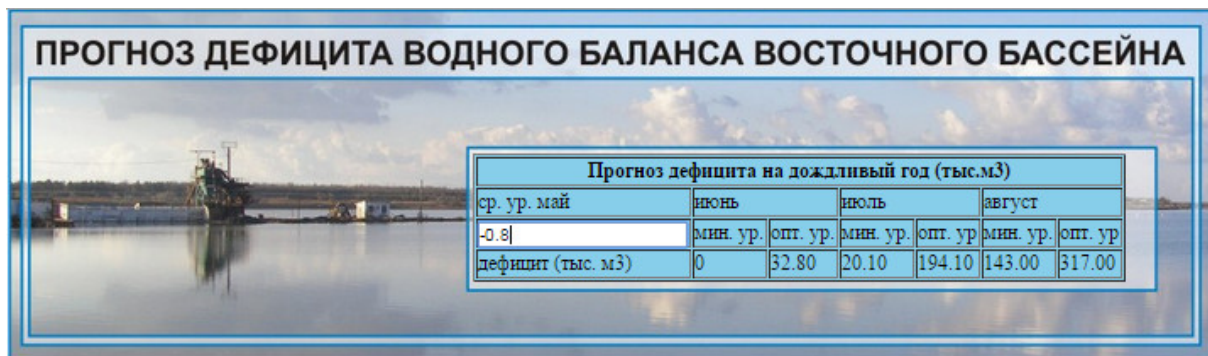 ПРОГНОЗ ДЕФИЦИТА ВОДНОГО БАЛАНСА ВОСТОЧНОГО БАССЕЙНА
Прогноз дефицита на дождливый год (тыс.м3)
ср. ур. май июнь июль август
-0.8 мин. ур. опт. ур. мин. ур. опт. ур мин. ур. опт. ур
дефицит (тыс. м3) 0 32.80 20.10 194.10 143.00 317.00